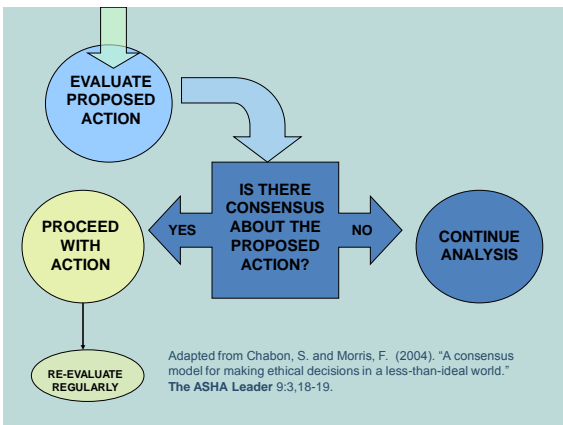 EVALUATE
PROPOSED
ACTION
IS THERE
CONSENSUS
ABOUT THE
PROPOSED
ACTION?
YES
NO
PROCEED
WITH
ACTION
CONTINUE
ANALYSIS
RE-EVALUATE
REGULARLY
Adapted from Chabon, S. and Morris, F. (2004). “A consensus
model for making ethical decisions in a less-than-ideal world.”
The ASHA Leader 9:3,18-19.